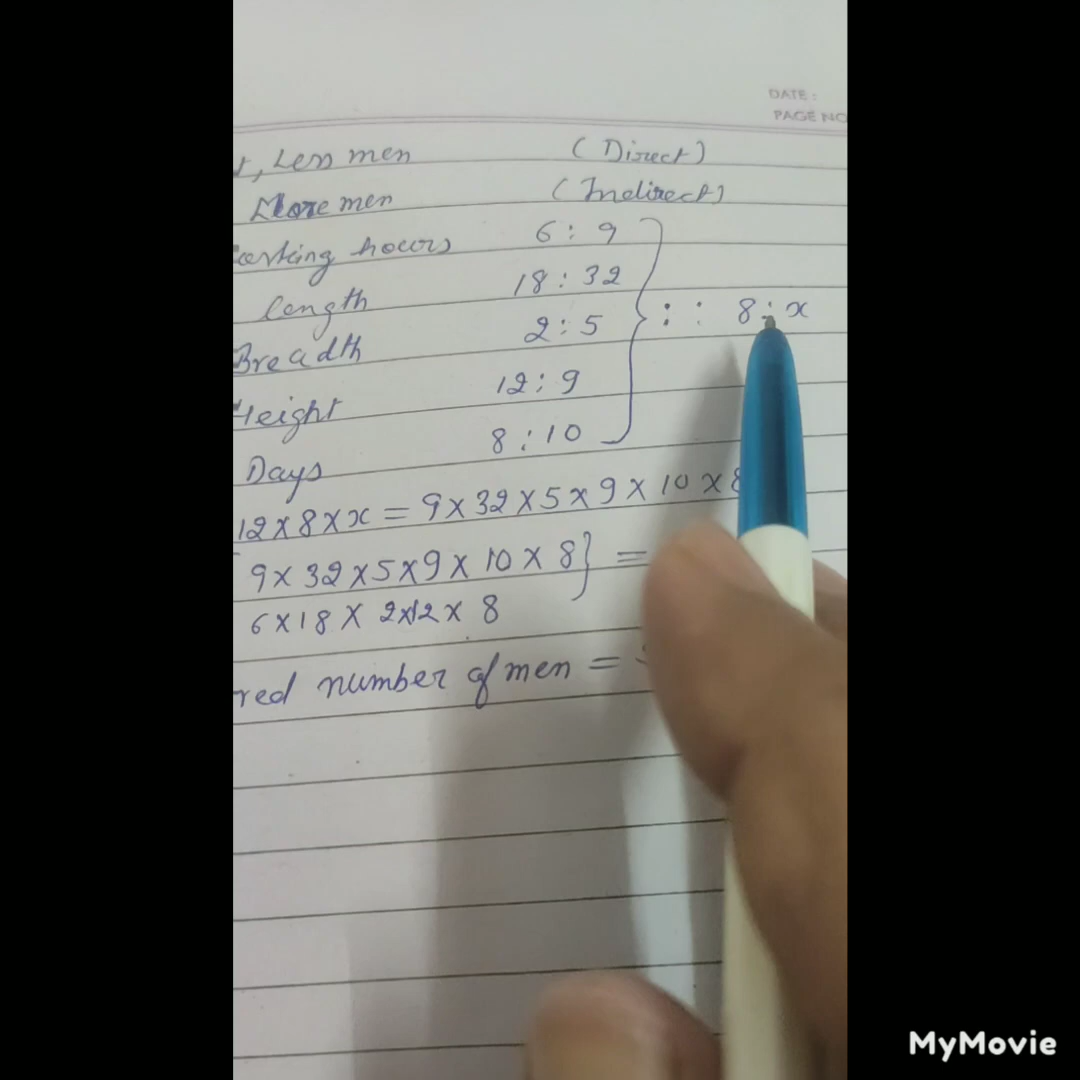 DATE :
PAGE NO
, Less men (Direct)
More men (Indirect)
orking hours 6 : 9
length 18 : 32
Breadth 2 : 5 : : 8 : x
Height 12 : 9
Days 8 : 10
12 x 8 x x = 9 x 32 x 5 x 9 x 10 x 8
9 x 32 x 5 x 9 x 10 x 8} =
6 x 18 x 2 x 12 x 8
red number of men =
MyMovie